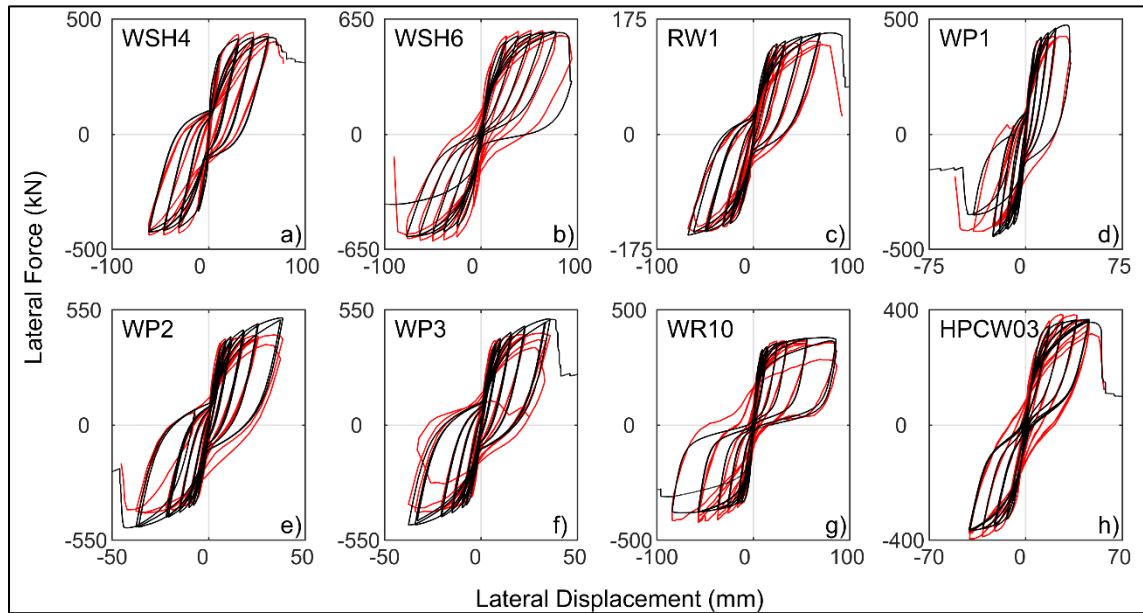 Lateral Force (kN)
500
WSH4
0
-500
-100
0
100
a)
650
WSH6
0
-650
-100
0
100
b)
175
RW1
0
-175
-100
0
100
c)
500
WP1
0
-500
-75
0
75
d)
550
WP2
0
-550
-50
0
50
e)
550
WP3
0
-550
-50
0
50
f)
500
WR10
0
-500
-100
0
100
g)
400
HPCW03
0
-400
-70
0
70
h)
Lateral Displacement (mm)